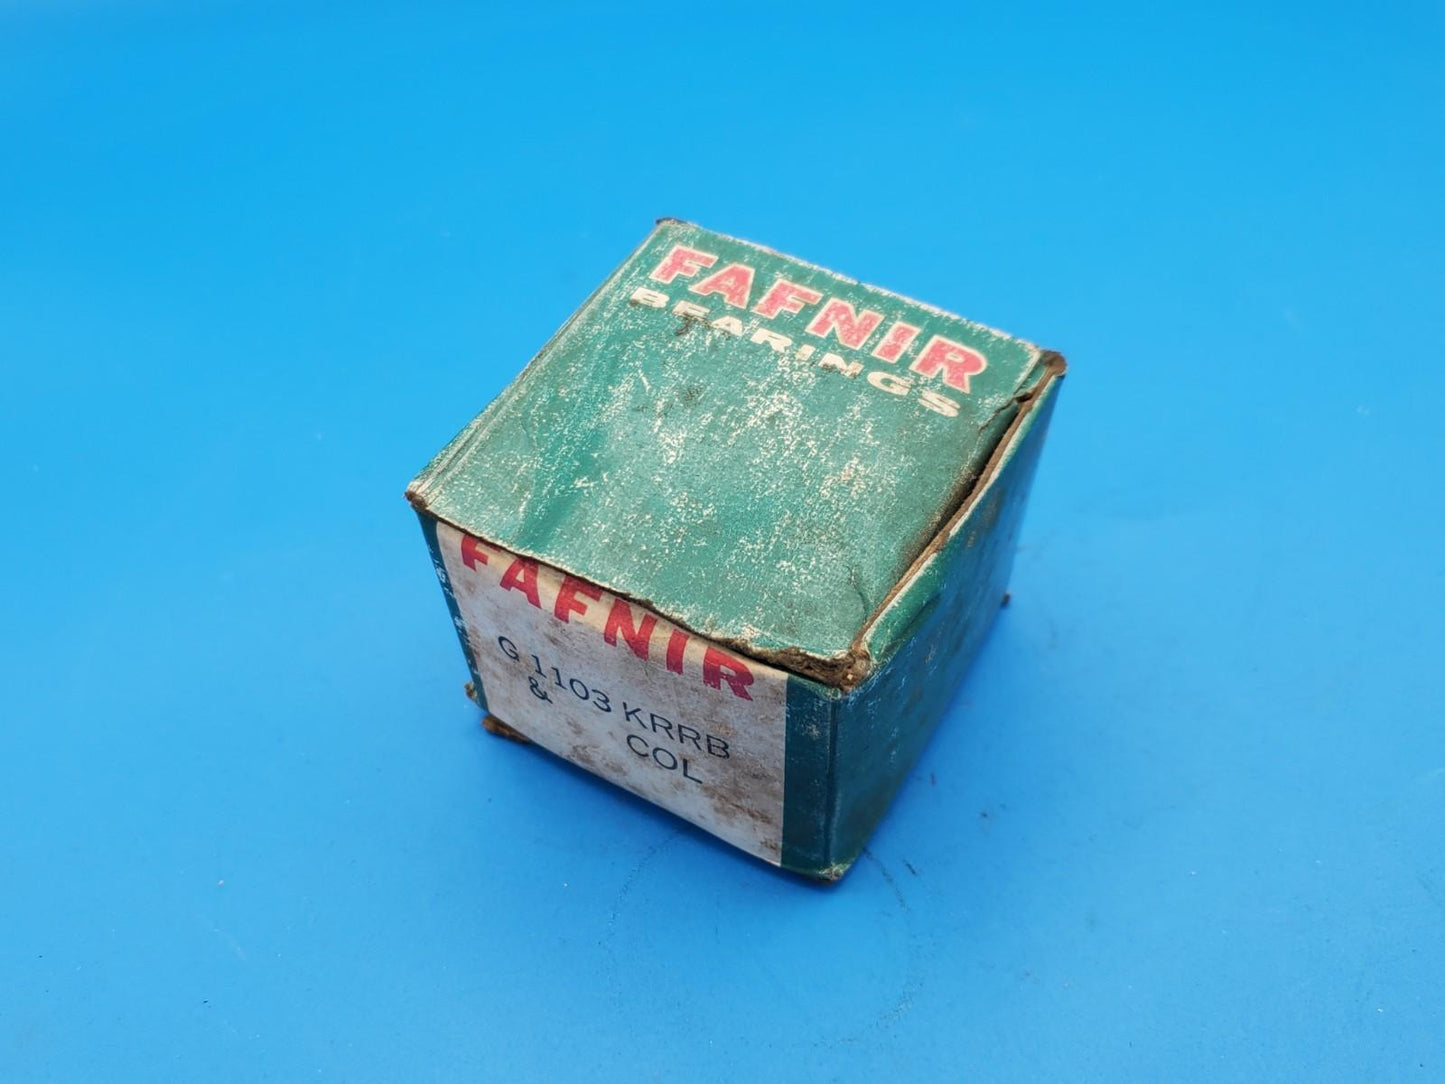 FAFNIR
BEARINGS
FAFNIR
G 1103 KRRB
& COL